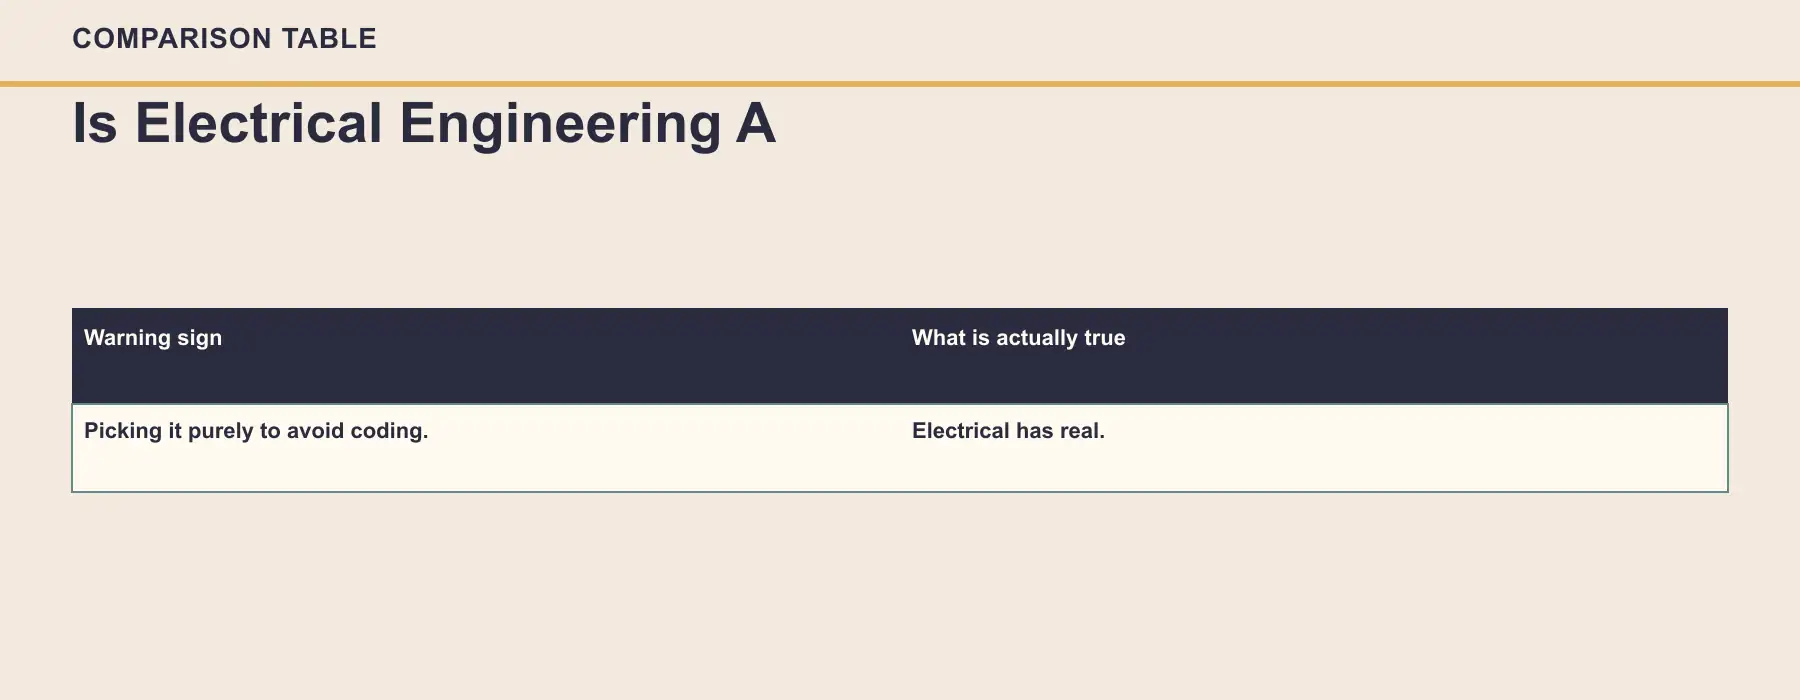 COMPARISON TABLE
Is Electrical Engineering A
Warning sign
What is actually true
Picking it purely to avoid coding.
Electrical has real.